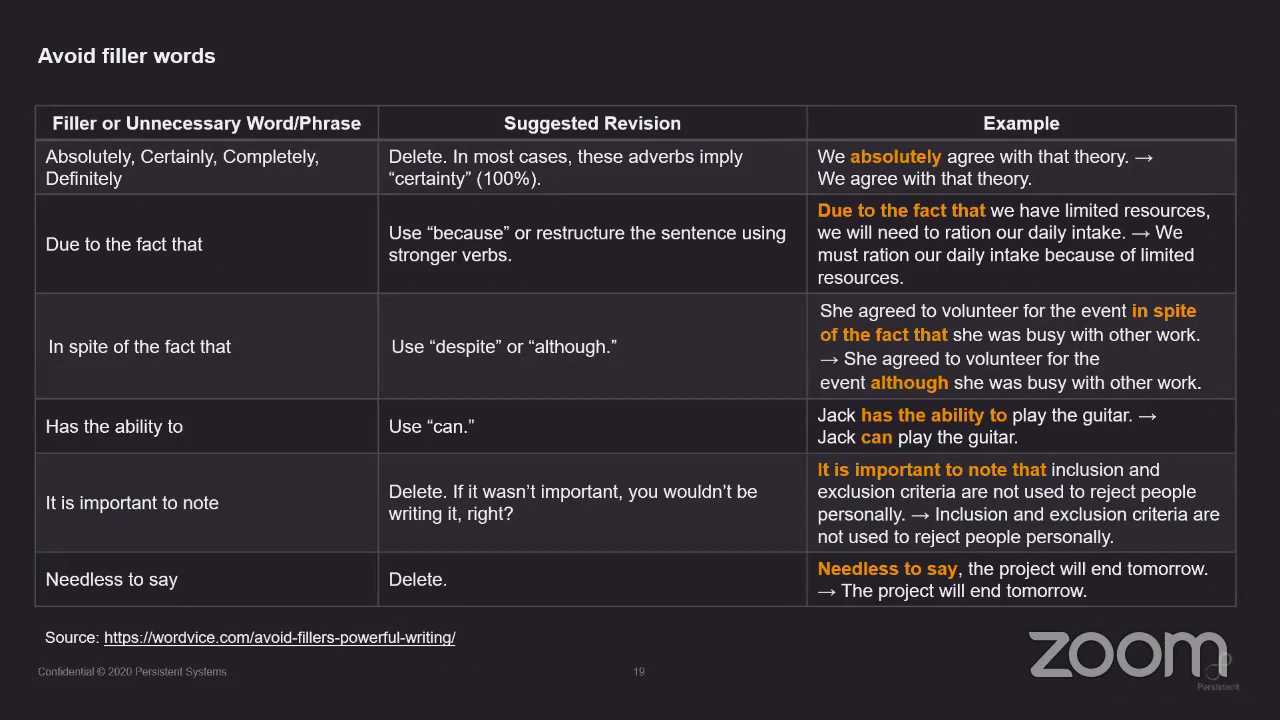 Avoid filler words
Filler or Unnecessary Word/Phrase
Suggested Revision
Example
Absolutely, Certainly, Completely,
Definitely
Delete. In most cases, these adverbs imply
“certainty” (100%).
We absolutely agree with that theory. →
We agree with that theory.
Due to the fact that
Use “because” or restructure the sentence using
stronger verbs.
Due to the fact that we have limited resources,
we will need to ration our daily intake. → We
must ration our daily intake because of limited
resources.
In spite of the fact that
Use “despite” or “although.”
She agreed to volunteer for the event in spite
of the fact that she was busy with other work.
→ She agreed to volunteer for the
event although she was busy with other work.
Has the ability to
Use “can.”
Jack has the ability to play the guitar. →
Jack can play the guitar.
It is important to note
Delete. If it wasn’t important, you wouldn’t be
writing it, right?
It is important to note that inclusion and
exclusion criteria are not used to reject people
personally. → Inclusion and exclusion criteria are
not used to reject people personally.
Needless to say
Delete.
Needless to say, the project will end tomorrow.
→ The project will end tomorrow.
Source: https://wordvice.com/avoid-fillers-powerful-writing/
Confidential © 2020 Persistent Systems
19
zoom
Persistent